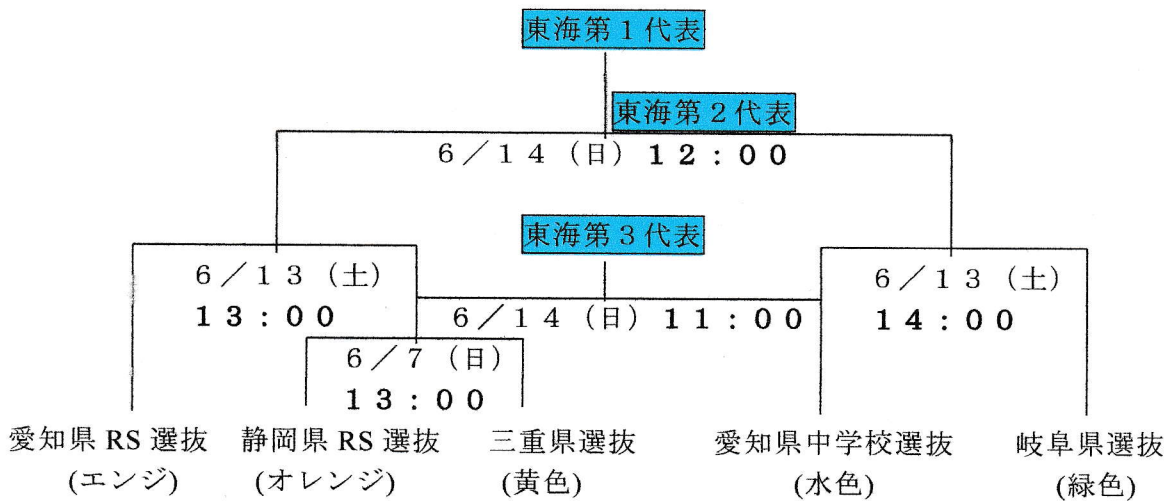 東海第１代表
東海第２代表
６／１４（日）１２：００
東海第３代表
６／１３（土）
１３：００
６／１４（日）１１：００
６／１３（土）
１４：００
６／７（日）
１３：００
愛知県 RS 選抜
(エンジ)
静岡県 RS 選抜
(オレンジ)
三重県選抜
(黄色)
愛知県中学校選抜
(水色)
岐阜県選抜
(緑色)